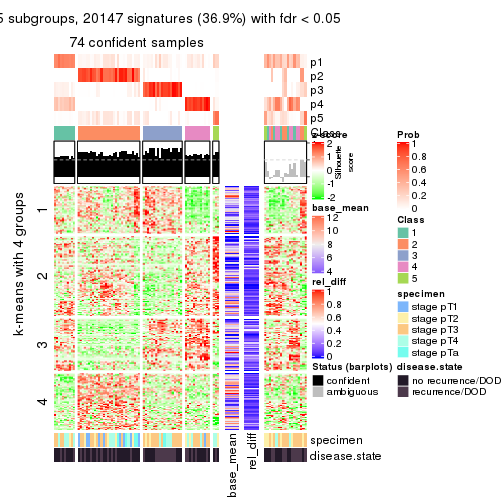 5 subgroups, 20147 signatures (36.9%) with fdr < 0.05
74 confident samples
p1
p2
p3
p4
p5
Class
z-score
2
1
0
-1
-2
Silhouette
score
k-means with 4 groups
1
2
3
4
base_mean
12
10
8
6
4
rel_diff
1
0.8
0.6
0.4
0.2
0
Status (barplots)
confident
ambiguous
Prob
1
0.8
0.6
0.4
0.2
0
Class
1
2
3
4
5
specimen
stage pT1
stage pT2
stage pT3
stage pT4
stage pTa
disease.state
no recurrence/DOD
recurrence/DOD
specimen
disease.state
base_mean
rel_diff